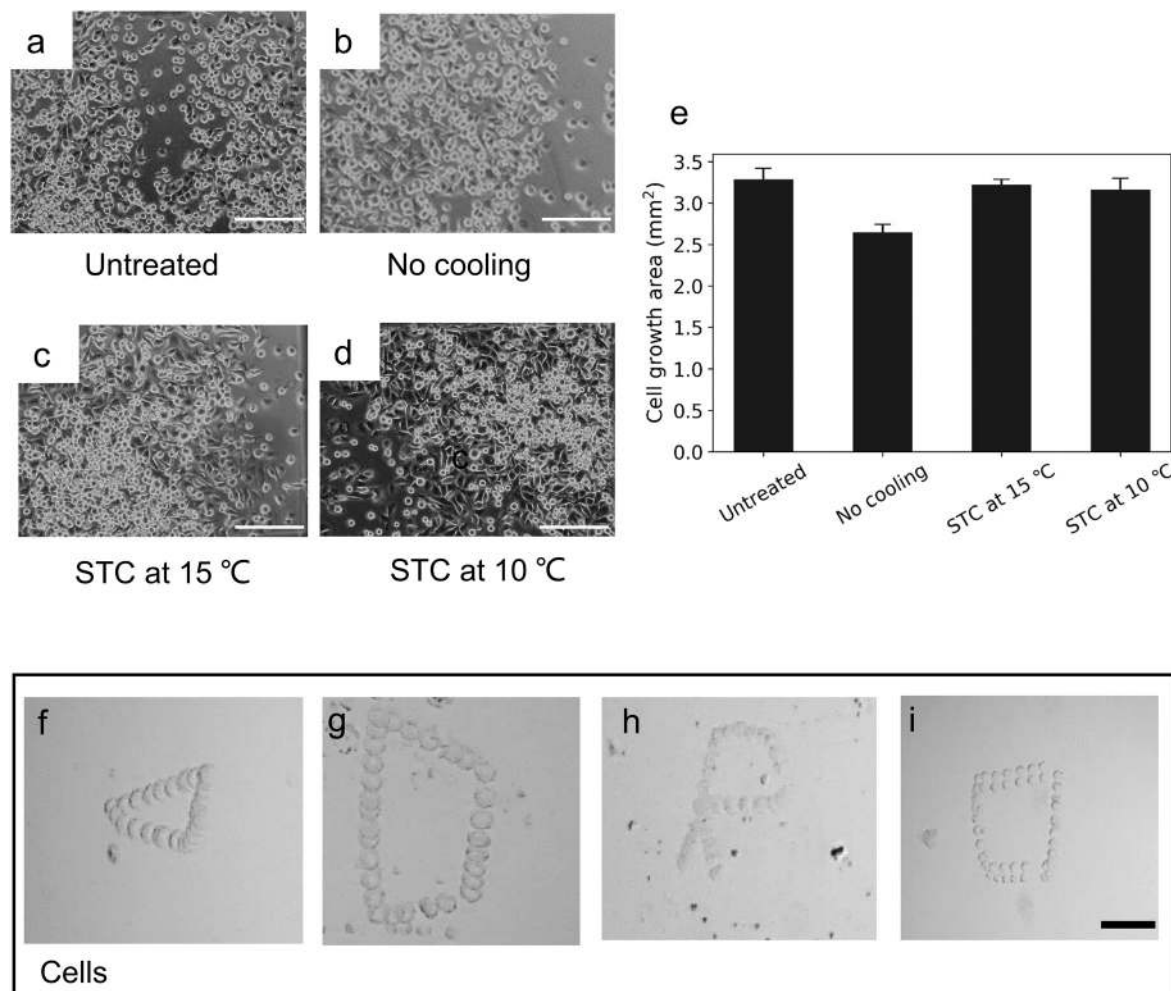 a
b
Untreated
No cooling
c
d
C
STC at 15 ℃
STC at 10 ℃
e
Cell growth area (mm²)
3.5
3.0
2.5
2.0
1.5
1.0
0.5
0.0
Untreated
No cooling
STC at 15 ℃
STC at 10 ℃
f
g
h
i
Cells